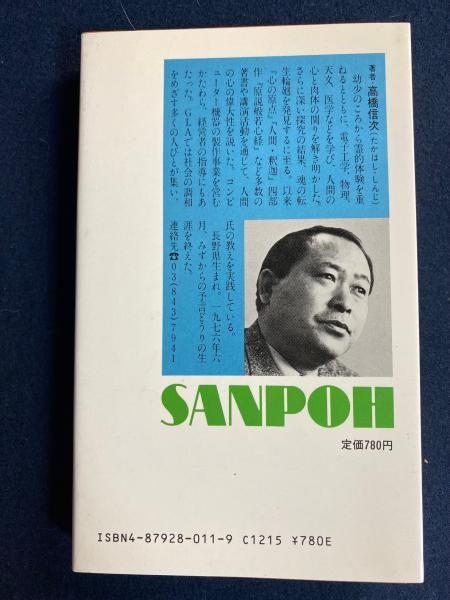 著者・高橋信次(たかはし・しんじ)
幼少のころから霊的体験を重
ねるとともに、電子工学、物理、
天文、医学などを学び、人間の
心と肉体の関りを解き明かした。
さらに深い探究の結果、魂の転
生輪廻を発見するに至る。以来
『心の原点』『人間・釈迦』四部
作『原説般若心経』など多数の
著書や講演活動を通じて、人間
の心の偉大性を説いた。コンピ
ューター機器の製作事業を営む
かたわら、経営者の指導にもあ
たった。GLAでは社会の調和
をめざす多くの人びとが集い、
氏の教えを実践している。
長野県生まれ。一九七六年六
月、みずからの予言どうりの生
涯を終えた。
連絡先☎03(843)7941
SANPOH
定価780円
ISBN4-87928-011-9 C1215 ¥780E